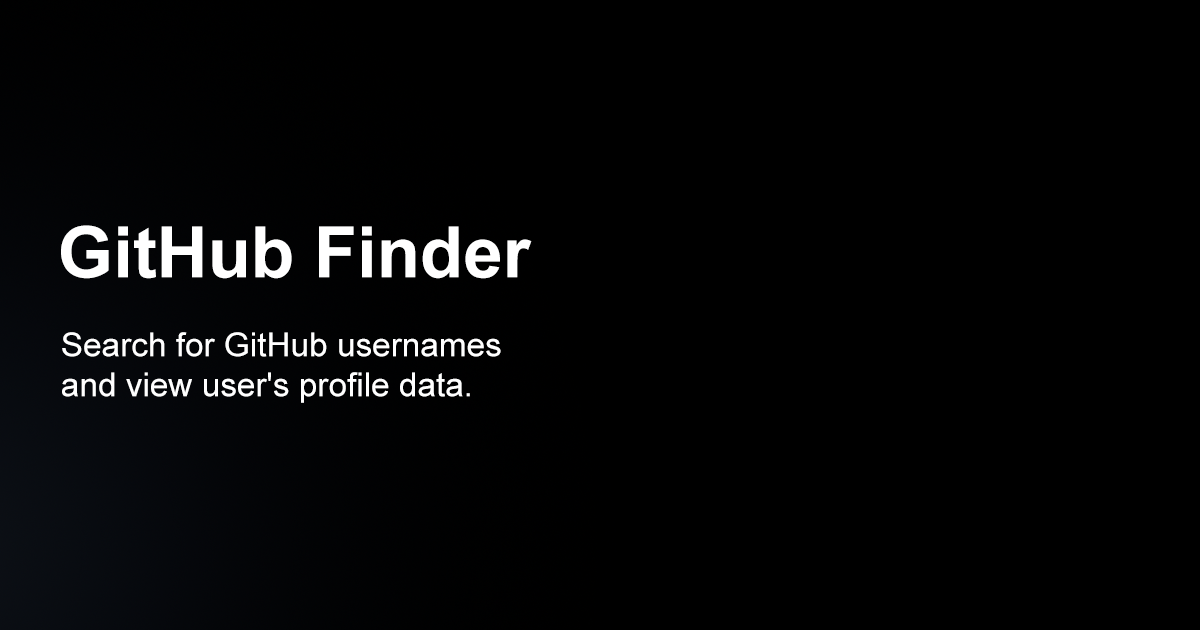 GitHub Finder
Search for GitHub usernames
and view user's profile data.